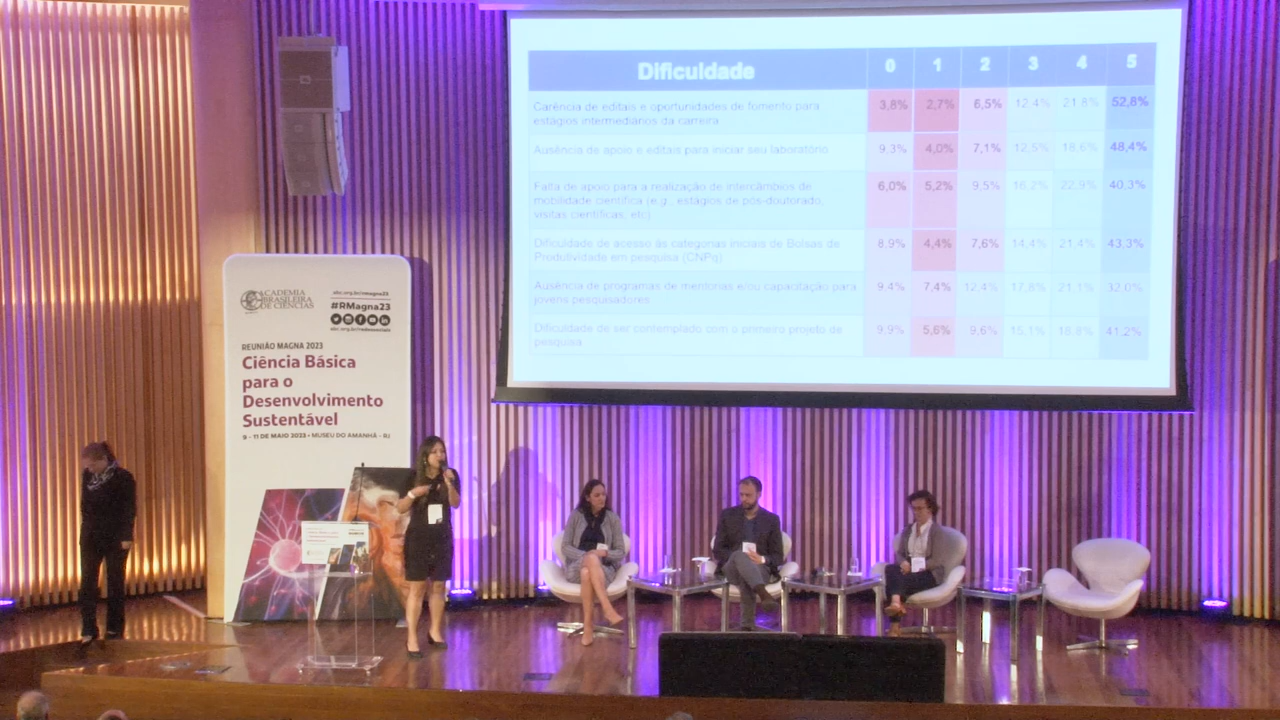 Dificuldade 0 1 2 3 4 5
Carência de editais e oportunidades de fomento para
estágios intermediários da carreira
3,8% 2,7% 6,5% 12,4% 21,8% 52,8%
Ausência de apoio e editais para iniciar seu laboratório 9,3% 4,0% 7,1% 12,5% 18,6% 48,4%
Falta de apoio para a realização de intercâmbios de
mobilidade científica (e.g., estágios de pós-doutorado,
visitas científicas, etc)
6,0% 5,2% 9,5% 16,2% 22,9% 40,3%
Dificuldade de acesso às categorias iniciais de Bolsas de
Produtividade em pesquisa (CNPq)
8,9% 4,4% 7,6% 14,4% 21,4% 43,3%
Ausência de programas de mentorias e/ou capacitação para
jovens pesquisadores
9,4% 7,4% 12,4% 17,8% 21,1% 32,0%
Dificuldade de ser contemplado com o primeiro projeto de
pesquisa
9,9% 5,6% 9,6% 15,1% 18,8% 41,2%
ACADEMIA
BRASILEIRA
DE CIÊNCIAS
abc.org.br/rmagna23
#RMagna23
abc.org.br/redessociais
REUNIÃO MAGNA 2023
Ciência Básica
para o
Desenvolvimento
Sustentável
9 - 11 DE MAIO 2023 • MUSEU DO AMANHÃ - RJ